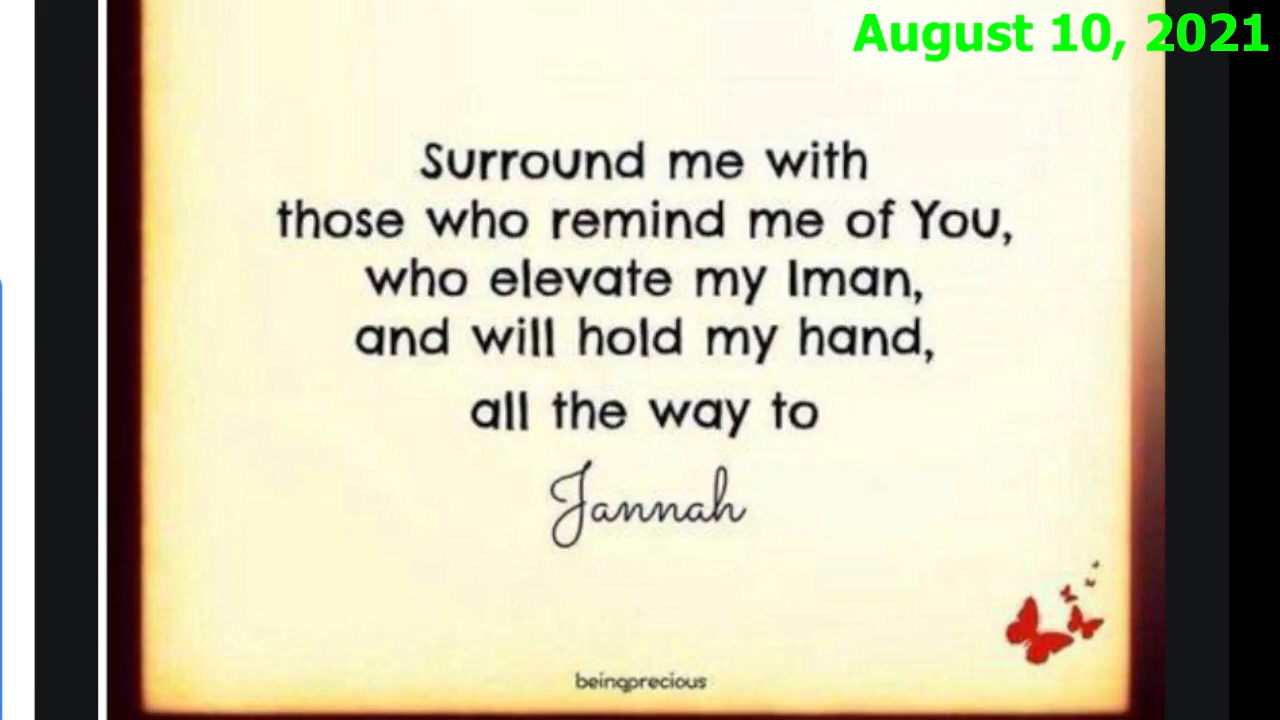 August 10, 2021
Surround me with
those who remind me of You,
who elevate my Iman,
and will hold my hand,
all the way to
Jannah
beingprecious